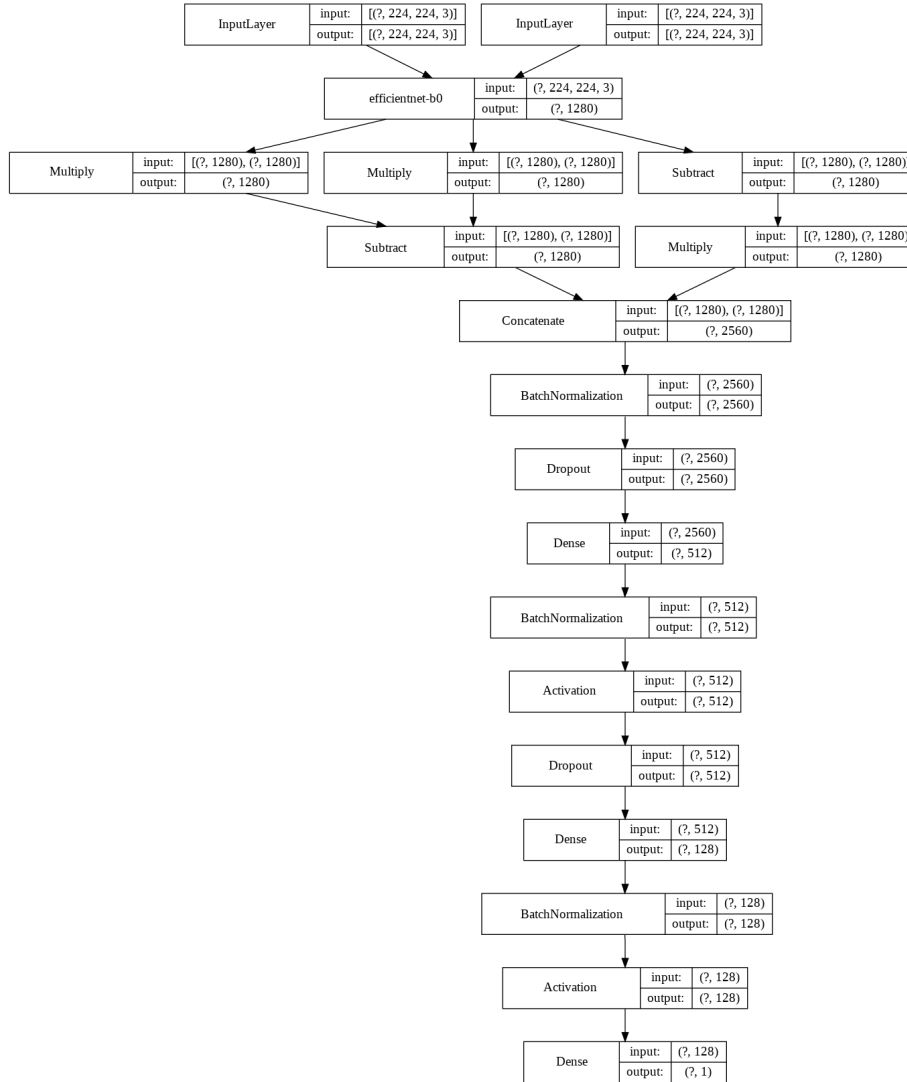 InputLayer input: [(?, 224, 224, 3)] output: [(?, 224, 224, 3)]
InputLayer input: [(?, 224, 224, 3)] output: [(?, 224, 224, 3)]
efficientnet-b0 input: (?, 224, 224, 3) output: (?, 1280)
Multiply input: [(?, 1280), (?, 1280)] output: (?, 1280)
Multiply input: [(?, 1280), (?, 1280)] output: (?, 1280)
Subtract input: [(?, 1280), (?, 1280)] output: (?, 1280)
Subtract input: [(?, 1280), (?, 1280)] output: (?, 1280)
Multiply input: [(?, 1280), (?, 1280) output: (?, 1280)
Concatenate input: [(?, 1280), (?, 1280)] output: (?, 2560)
BatchNormalization input: (?, 2560) output: (?, 2560)
Dropout input: (?, 2560) output: (?, 2560)
Dense input: (?, 2560) output: (?, 512)
BatchNormalization input: (?, 512) output: (?, 512)
Activation input: (?, 512) output: (?, 512)
Dropout input: (?, 512) output: (?, 512)
Dense input: (?, 512) output: (?, 128)
BatchNormalization input: (?, 128) output: (?, 128)
Activation input: (?, 128) output: (?, 128)
Dense input: (?, 128) output: (?, 1)